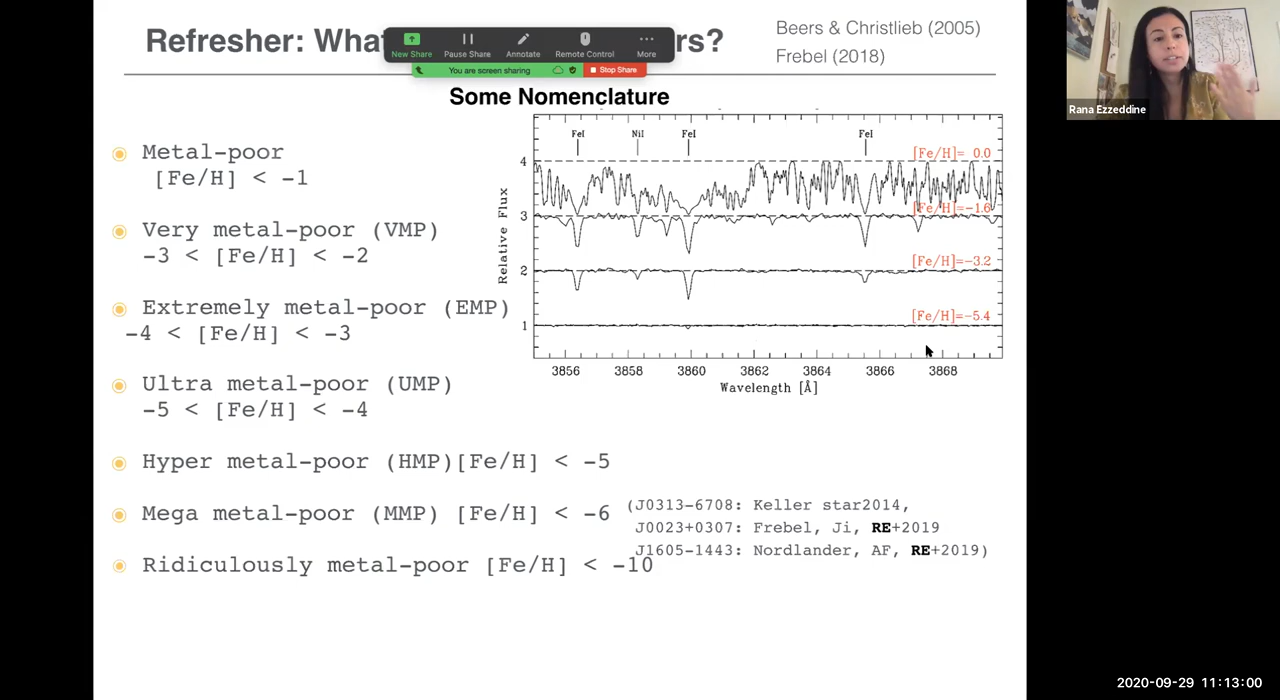 Refresher: What
rs?
New Share
Pause Share
Annotate
Remote Control
More
You are screen sharing
Stop Share
Beers & Christlieb (2005)
Frebel (2018)
Rana Ezzeddine
Some Nomenclature
Metal-poor
[Fe/H] < -1
Very metal-poor (VMP)
-3 < [Fe/H] < -2
Extremely metal-poor (EMP)
-4 < [Fe/H] < -3
Ultra metal-poor (UMP)
-5 < [Fe/H] < -4
Hyper metal-poor (HMP)[Fe/H] < -5
Mega metal-poor (MMP) [Fe/H] < -6
(J0313-6708: Keller star2014,
J0023+0307: Frebel, Ji, RE+2019
J1605-1443: Nordlander, AF, RE+2019)
Ridiculously metal-poor [Fe/H] < -10
FeI NiI FeI FeI
[Fe/H]= 0.0
[Fe/H]=-1.6
[Fe/H]=-3.2
[Fe/H]=-5.4
Relative Flux
4
3
2
1
3856 3858 3860 3862 3864 3866 3868
Wavelength [Å]
2020-09-29 11:13:00